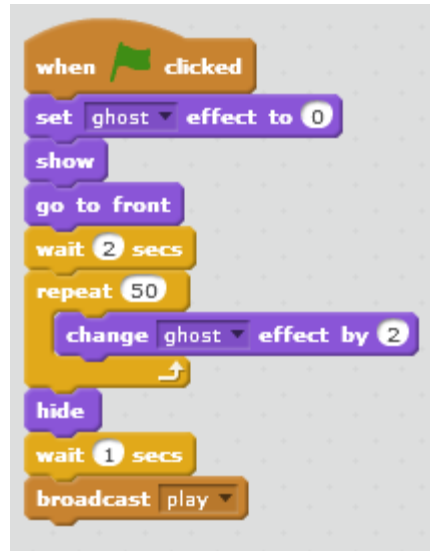 when clicked
set ghost effect to 0
show
go to front
wait 2 secs
repeat 50
change ghost effect by 2
hide
wait 1 secs
broadcast play